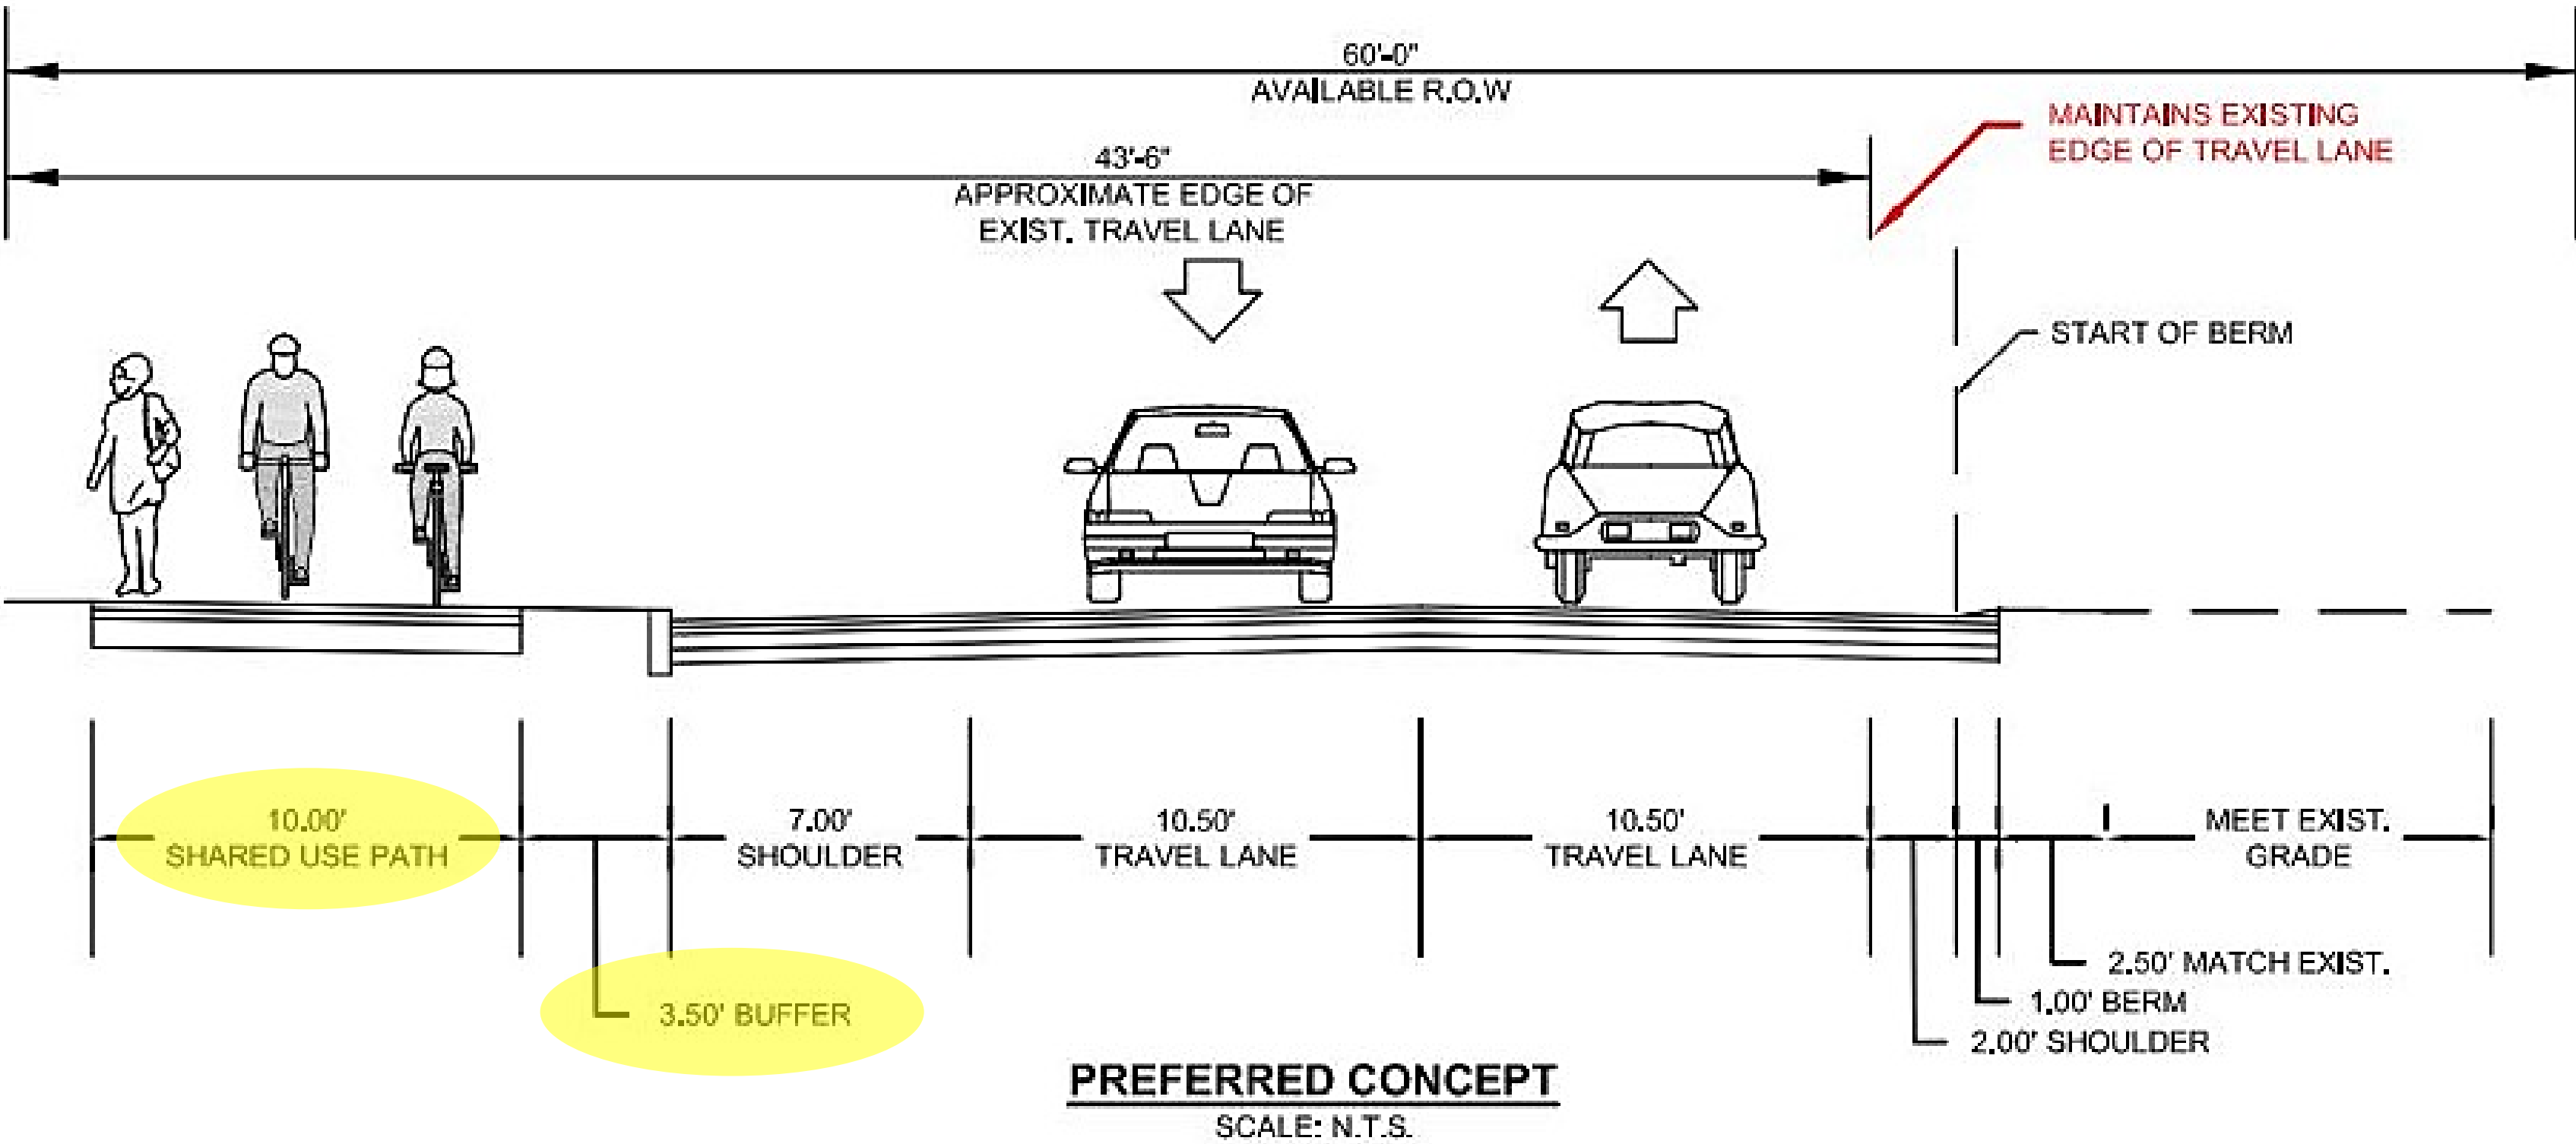 60'-0"
AVAILABLE R.O.W
MAINTAINS EXISTING
EDGE OF TRAVEL LANE
43'-6"
APPROXIMATE EDGE OF
EXIST. TRAVEL LANE
START OF BERM
10.00'
SHARED USE PATH
7.00'
SHOULDER
10.50'
TRAVEL LANE
10.50'
TRAVEL LANE
MEET EXIST.
GRADE
3.50' BUFFER
2.50' MATCH EXIST.
1.00' BERM
2.00' SHOULDER
PREFERRED CONCEPT
SCALE: N.T.S.